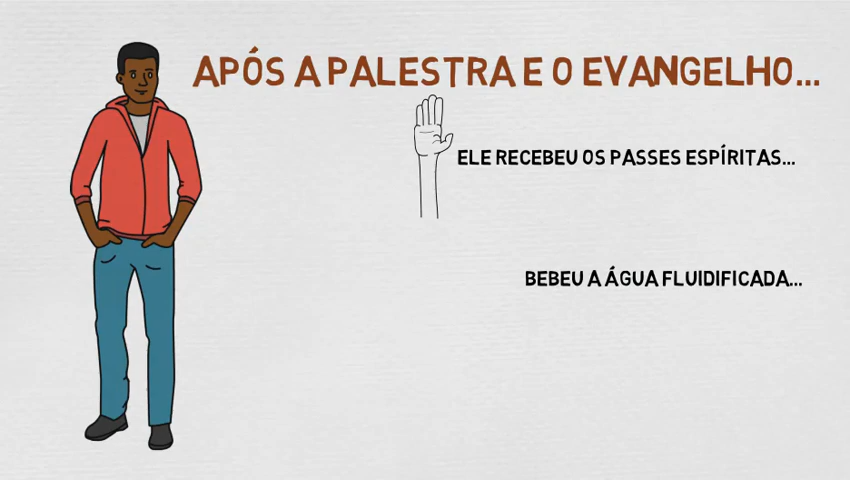 APÓS A PALESTRA E O EVANGELHO...
ELE RECEBEU OS PASSES ESPÍRITAS...
BEBEU A ÁGUA FLUIDIFICADA...